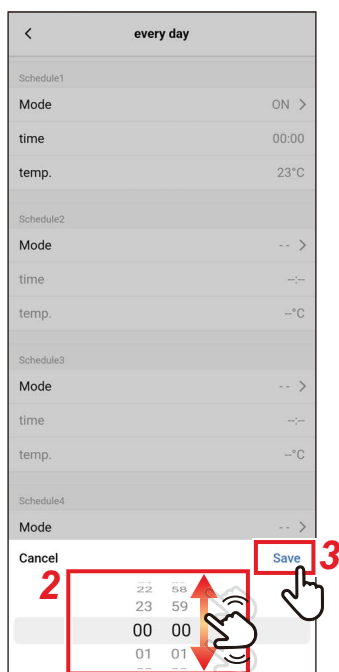 < every day
Schedule1
Mode ON >
time 00:00
temp. 23°C
Schedule2
Mode -- >
time --:--
temp. --°C
Schedule3
Mode -- >
time --:--
temp. --°C
Schedule4
Mode -- >
Cancel Save 3
2
22 58
23 59
00 00
01 01